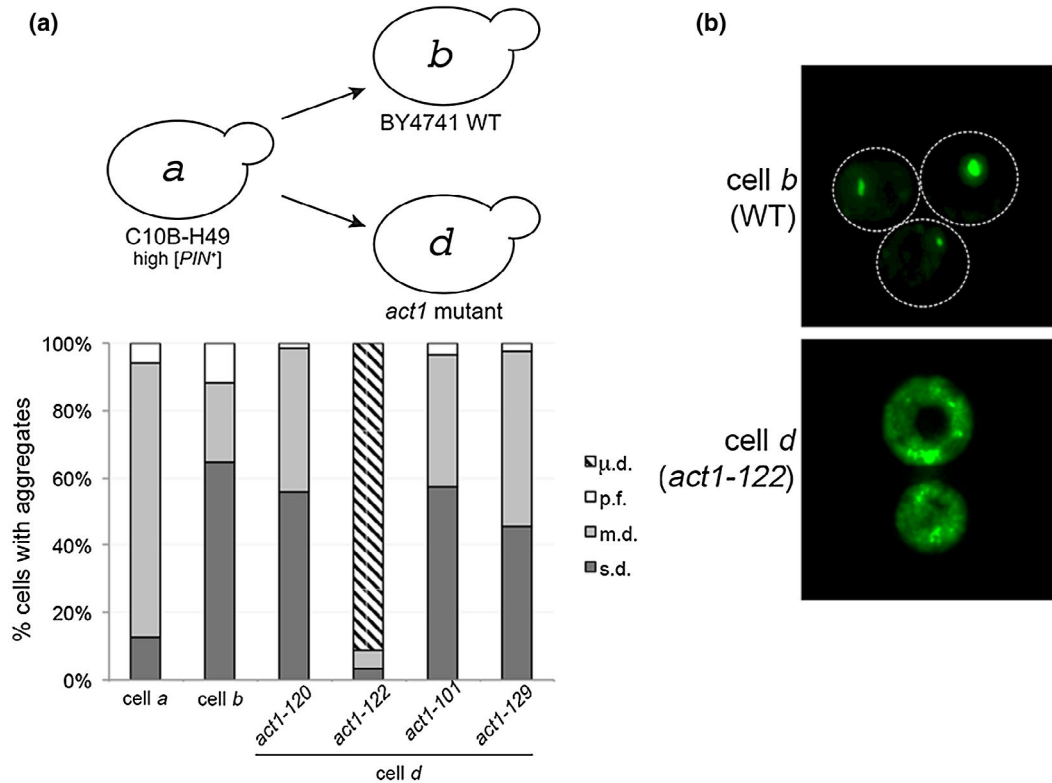 (a)
b
BY4741 WT
a
C10B-H49
high [PIN⁺]
d
act1 mutant
100%
80%
60%
40%
20%
0%
% cells with aggregates
cell a
cell b
act1-120
act1-122
act1-101
act1-129
cell d
μ.d.
p.f.
m.d.
s.d.
(b)
cell b
(WT)
cell d
(act1-122)